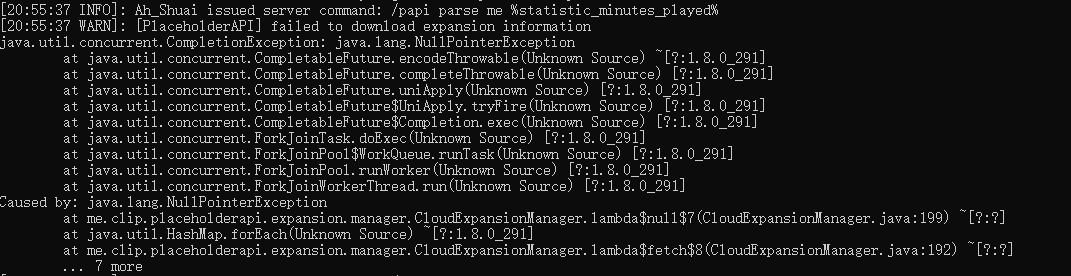 [20:55:37 INFO]: Ah_Shuai issued server command: /papi parse me %statistic_minutes_played%
[20:55:37 WARN]: [PlaceholderAPI] failed to download expansion information
java.util.concurrent.CompletionException: java.lang.NullPointerException
at java.util.concurrent.CompletableFuture.encodeThrowable(Unknown Source) ~[?:1.8.0_291]
at java.util.concurrent.CompletableFuture.completeThrowable(Unknown Source) [?:1.8.0_291]
at java.util.concurrent.CompletableFuture.uniApply(Unknown Source) [?:1.8.0_291]
at java.util.concurrent.CompletableFuture$UniApply.tryFire(Unknown Source) [?:1.8.0_291]
at java.util.concurrent.CompletableFuture$Completion.exec(Unknown Source) [?:1.8.0_291]
at java.util.concurrent.ForkJoinTask.doExec(Unknown Source) [?:1.8.0_291]
at java.util.concurrent.ForkJoinPool$WorkQueue.runTask(Unknown Source) [?:1.8.0_291]
at java.util.concurrent.ForkJoinPool.runWorker(Unknown Source) [?:1.8.0_291]
at java.util.concurrent.ForkJoinWorkerThread.run(Unknown Source) [?:1.8.0_291]
Caused by: java.lang.NullPointerException
at me.clip.placeholderapi.expansion.manager.CloudExpansionManager.lambda$null$7(CloudExpansionManager.java:199) ~[?:?]
at java.util.HashMap.forEach(Unknown Source) ~[?:1.8.0_291]
at me.clip.placeholderapi.expansion.manager.CloudExpansionManager.lambda$fetch$8(CloudExpansionManager.java:192) ~[?:?]
... 7 more